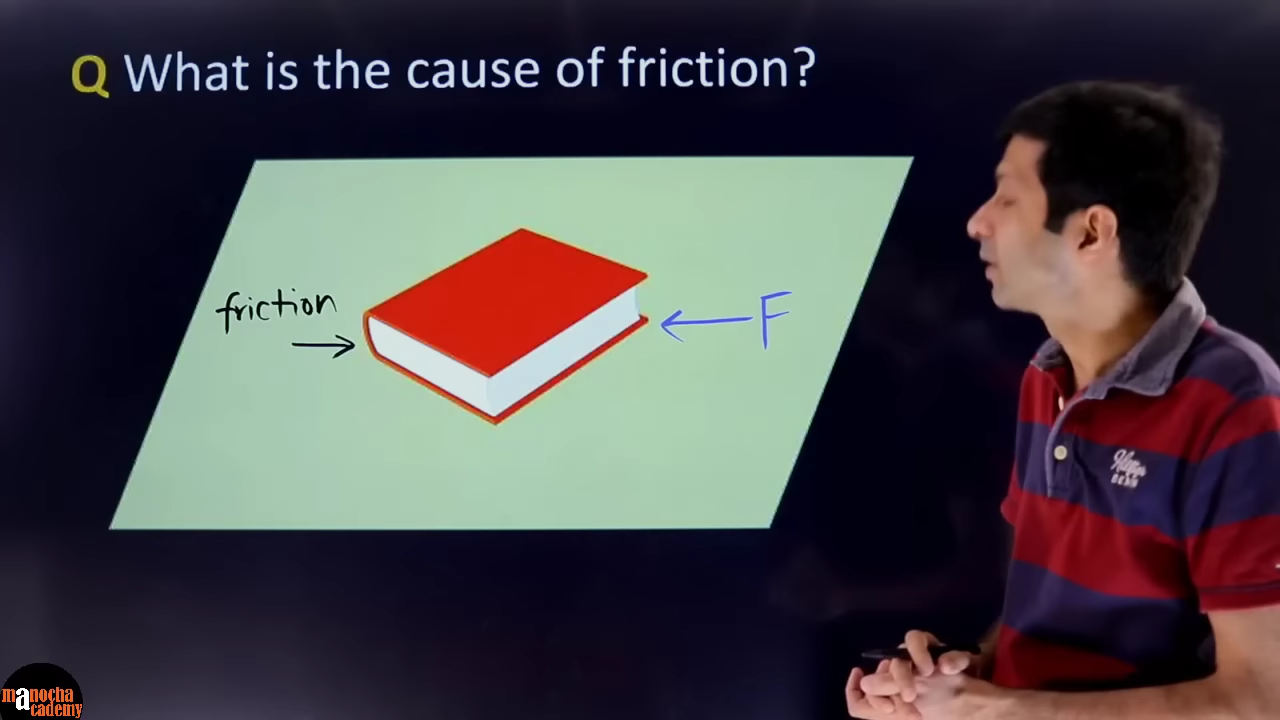 Q What is the cause of friction?
friction
F
manocha
academy